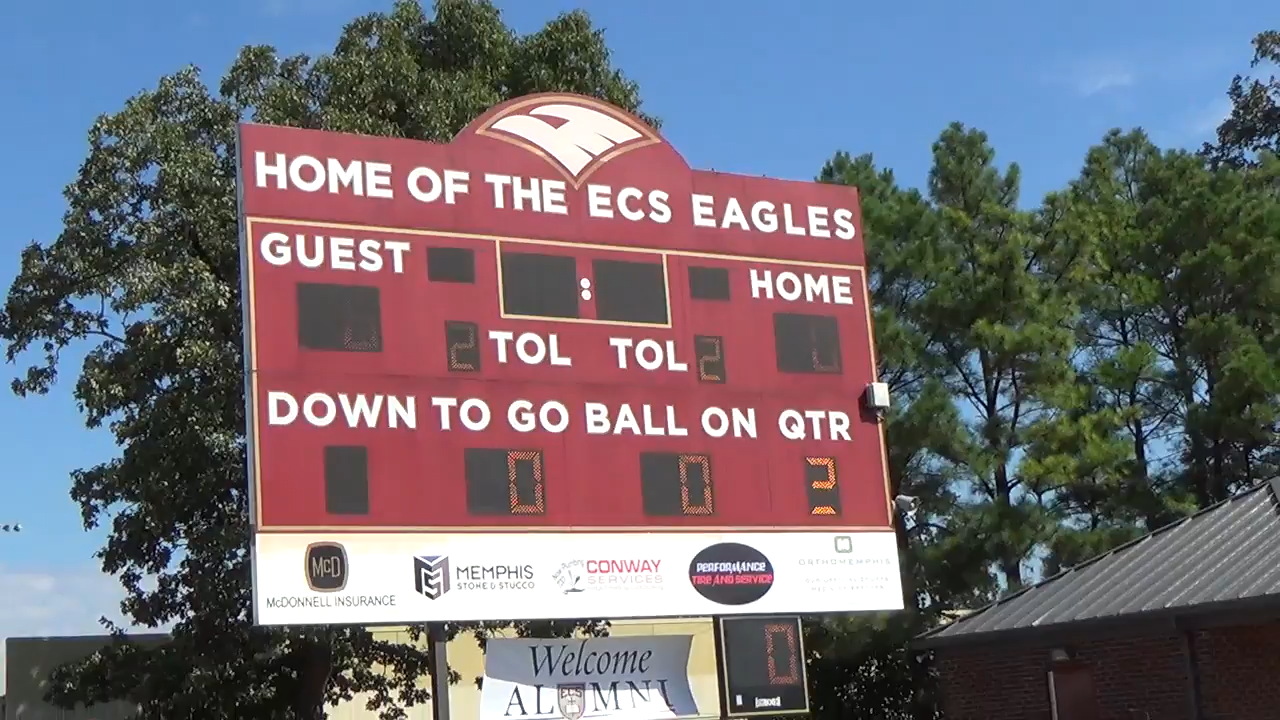 HOME OF THE ECS EAGLES
GUEST
:
HOME
2 TOL TOL 2
DOWN TO GO BALL ON QTR
0 0 2
McD
McDONNELL INSURANCE
MEMPHIS
STONE & STUCCO
CONWAY
SERVICES
PERFORMANCE
TIRE AND SERVICE
ORTHOMEMPHIS
0
Welcome
ALUMNI
ECS